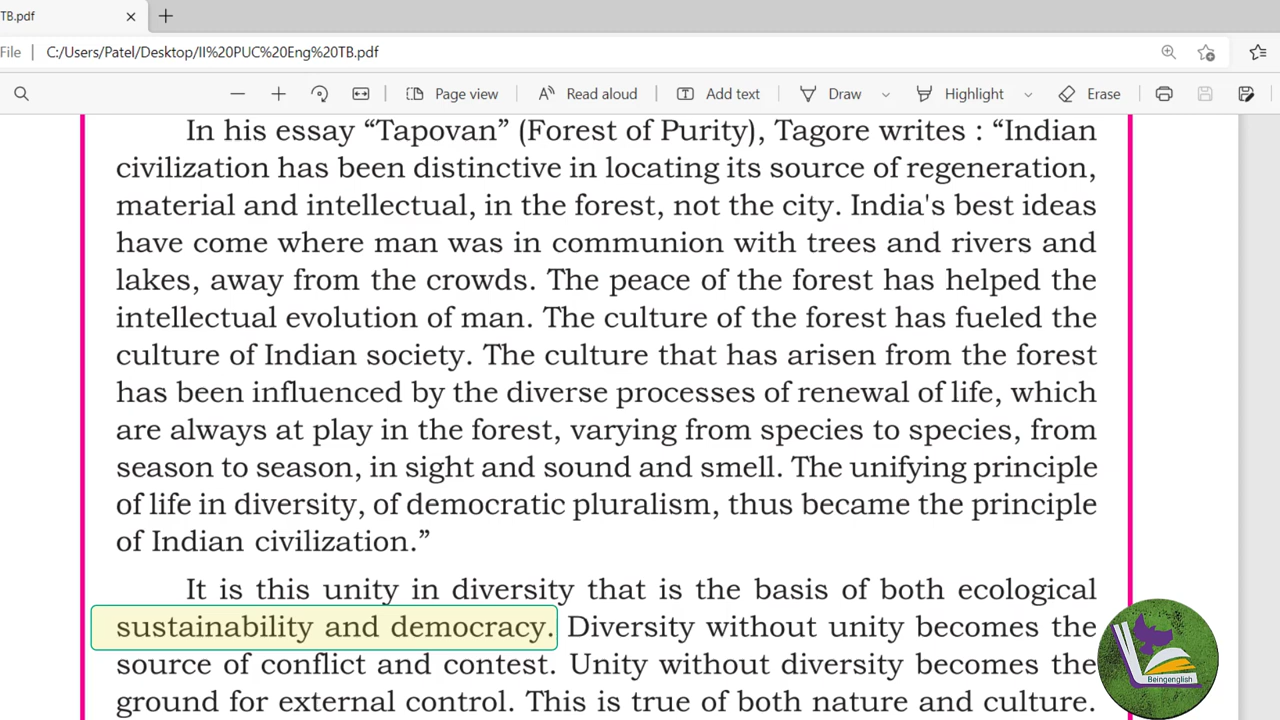 TB.pdf
File C:/Users/Patel/Desktop/II%20PUC%20Eng%20TB.pdf
Page view Read aloud Add text Draw Highlight Erase
In his essay “Tapovan” (Forest of Purity), Tagore writes : “Indian
civilization has been distinctive in locating its source of regeneration,
material and intellectual, in the forest, not the city. India's best ideas
have come where man was in communion with trees and rivers and
lakes, away from the crowds. The peace of the forest has helped the
intellectual evolution of man. The culture of the forest has fueled the
culture of Indian society. The culture that has arisen from the forest
has been influenced by the diverse processes of renewal of life, which
are always at play in the forest, varying from species to species, from
season to season, in sight and sound and smell. The unifying principle
of life in diversity, of democratic pluralism, thus became the principle
of Indian civilization.”
It is this unity in diversity that is the basis of both ecological
sustainability and democracy. Diversity without unity becomes the
source of conflict and contest. Unity without diversity becomes the
ground for external control. This is true of both nature and culture.
Beingenglish